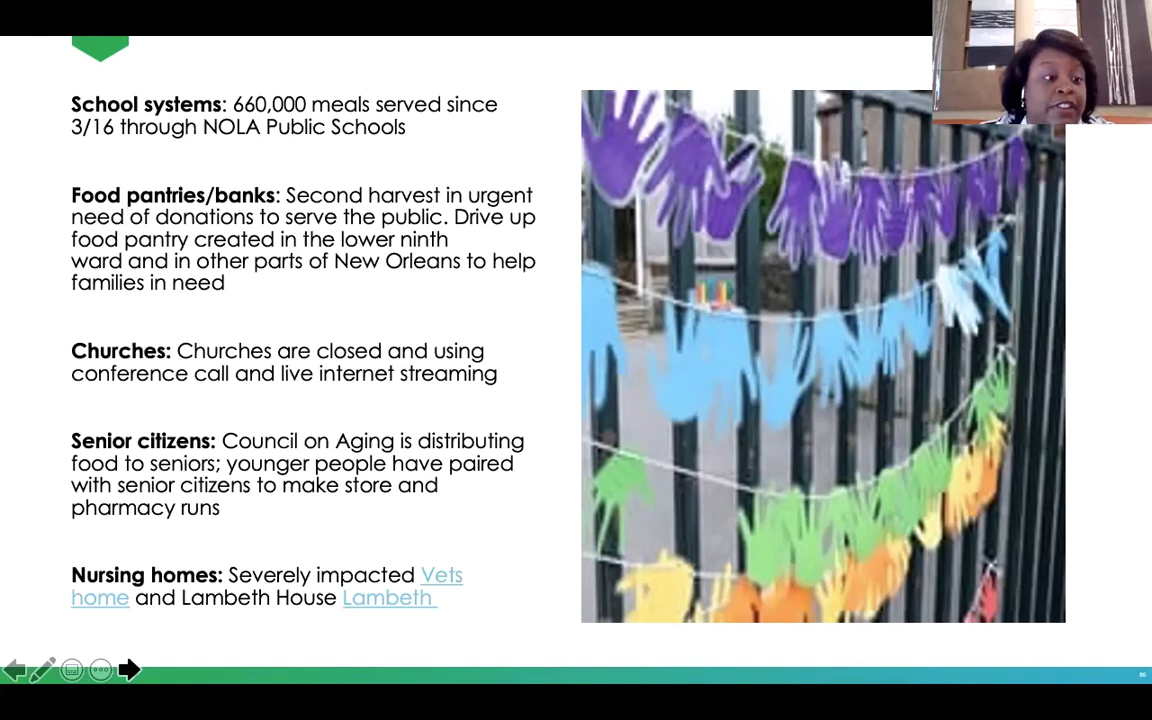 School systems: 660,000 meals served since
3/16 through NOLA Public Schools
Food pantries/banks: Second harvest in urgent
need of donations to serve the public. Drive up
food pantry created in the lower ninth
ward and in other parts of New Orleans to help
families in need
Churches: Churches are closed and using
conference call and live internet streaming
Senior citizens: Council on Aging is distributing
food to seniors; younger people have paired
with senior citizens to make store and
pharmacy runs
Nursing homes: Severely impacted Vets
home and Lambeth House Lambeth
86